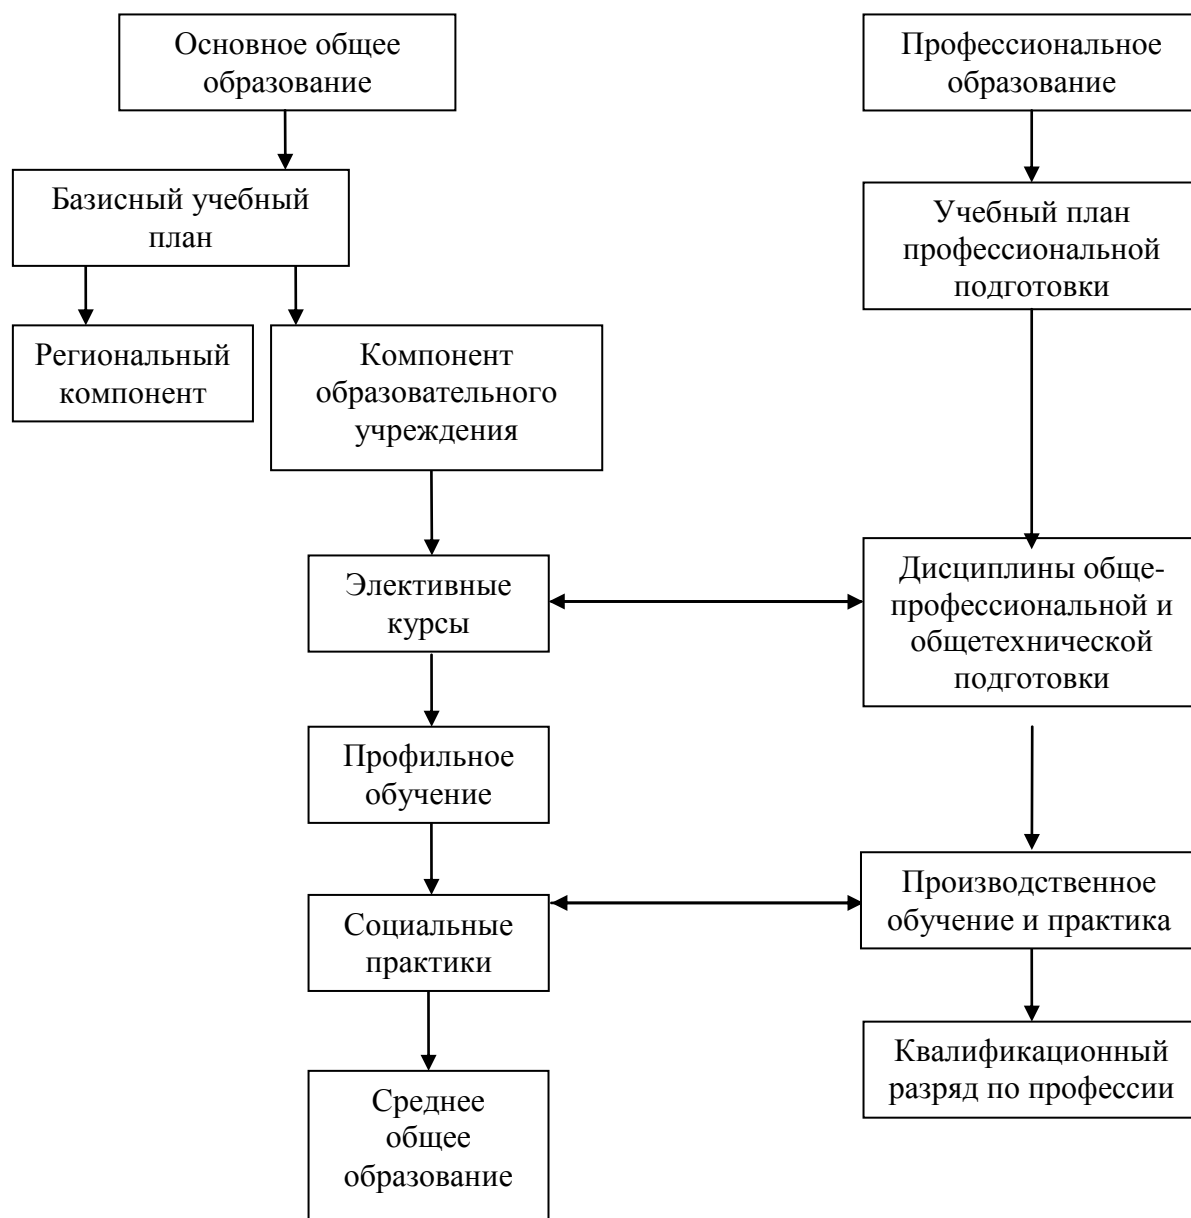 Основное общее
образование
Профессиональное
образование
Базисный учебный
план
Учебный план
профессиональной
подготовки
Региональный
компонент
Компонент
образовательного
учреждения
Элективные
курсы
Дисциплины обще-
профессиональной и
общетехнической
подготовки
Профильное
обучение
Производственное
обучение и практика
Социальные
практики
Квалификационный
разряд по профессии
Среднее
общее
образование